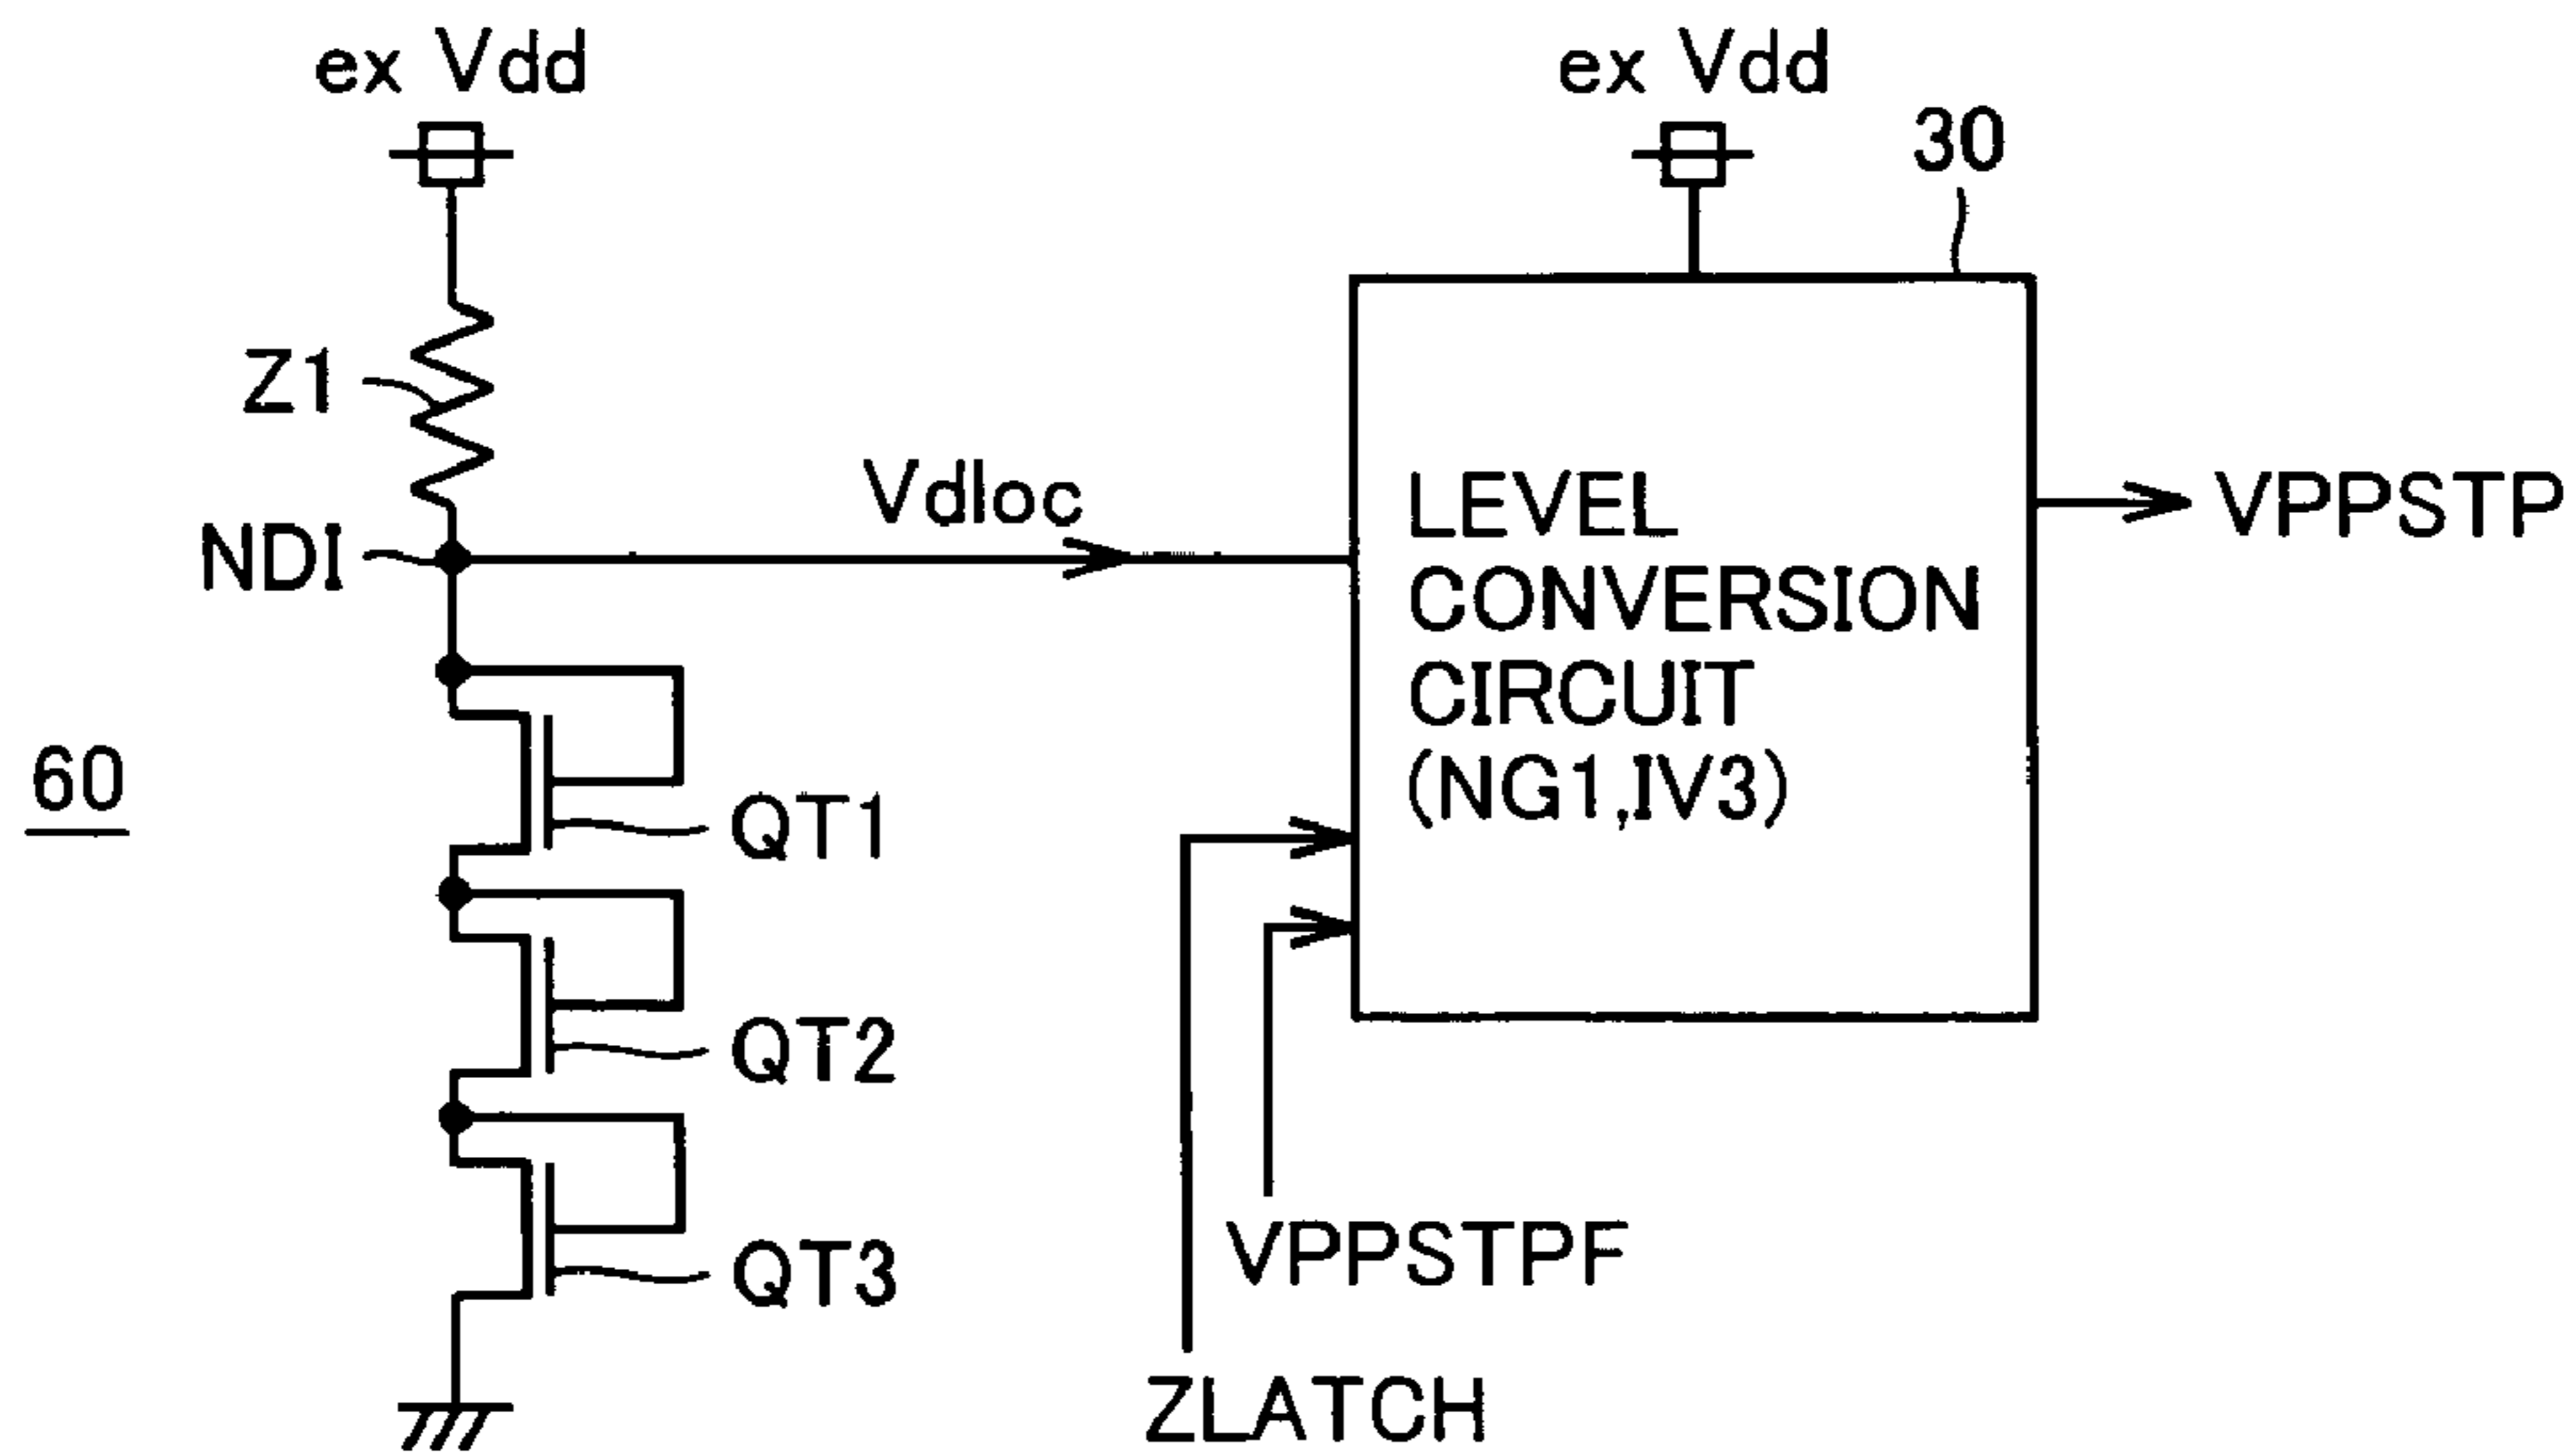 ex Vdd
ex Vdd
30
Z1
Vdloc
NDI
LEVEL
CONVERSION
CIRCUIT
(NG1,IV3)
VPPSTP
60
QT1
QT2
QT3
VPPSTPF
ZLATCH